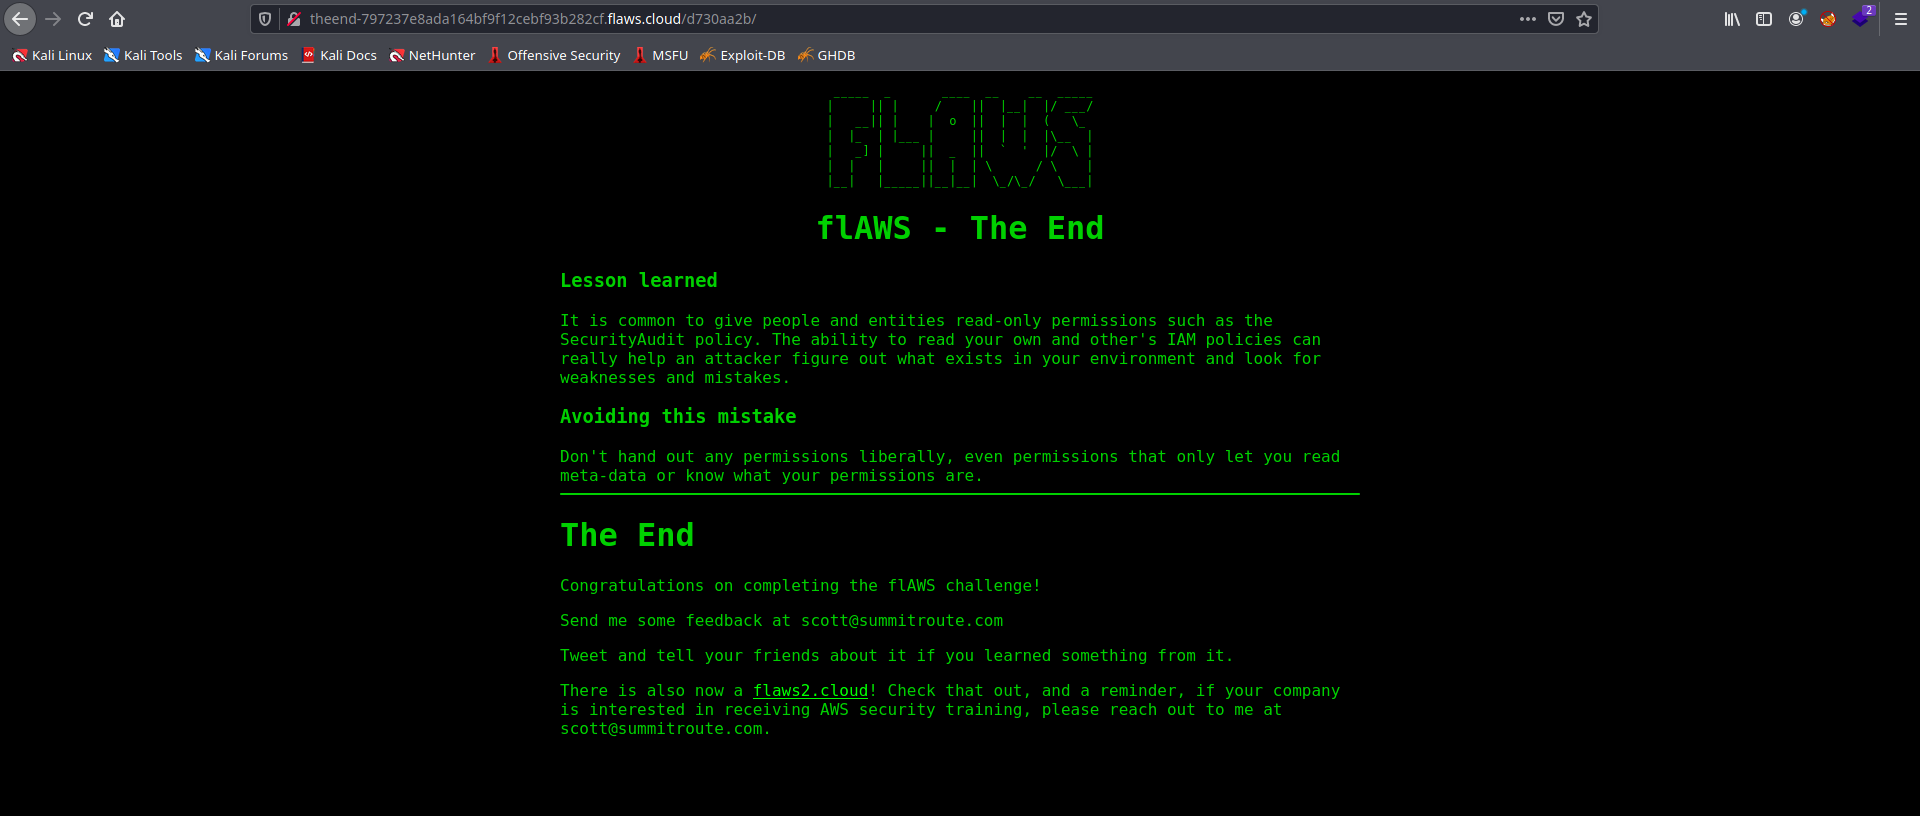 theend-797237e8ada164bf9f12cebf93b282cf.flaws.cloud/d730aa2b/
2
Kali Linux Kali Tools Kali Forums Kali Docs NetHunter Offensive Security MSFU Exploit-DB GHDB
FLAWS
flAWS - The End
Lesson learned
It is common to give people and entities read-only permissions such as the
SecurityAudit policy. The ability to read your own and other's IAM policies can
really help an attacker figure out what exists in your environment and look for
weaknesses and mistakes.
Avoiding this mistake
Don't hand out any permissions liberally, even permissions that only let you read
meta-data or know what your permissions are.
The End
Congratulations on completing the flAWS challenge!
Send me some feedback at scott@summitroute.com
Tweet and tell your friends about it if you learned something from it.
There is also now a flaws2.cloud! Check that out, and a reminder, if your company
is interested in receiving AWS security training, please reach out to me at
scott@summitroute.com.